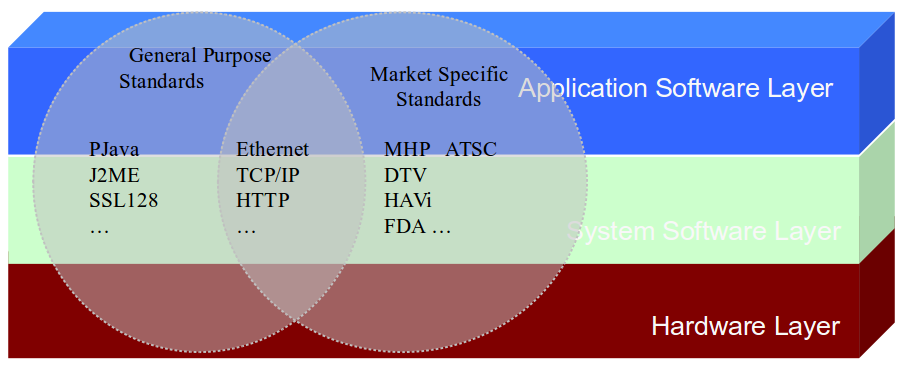 General Purpose
Standards
Market Specific
Standards
Application Software Layer
PJava
J2ME
SSL128
…
Ethernet
TCP/IP
HTTP
…
MHP ATSC
DTV
HAVi
FDA …
System Software Layer
Hardware Layer